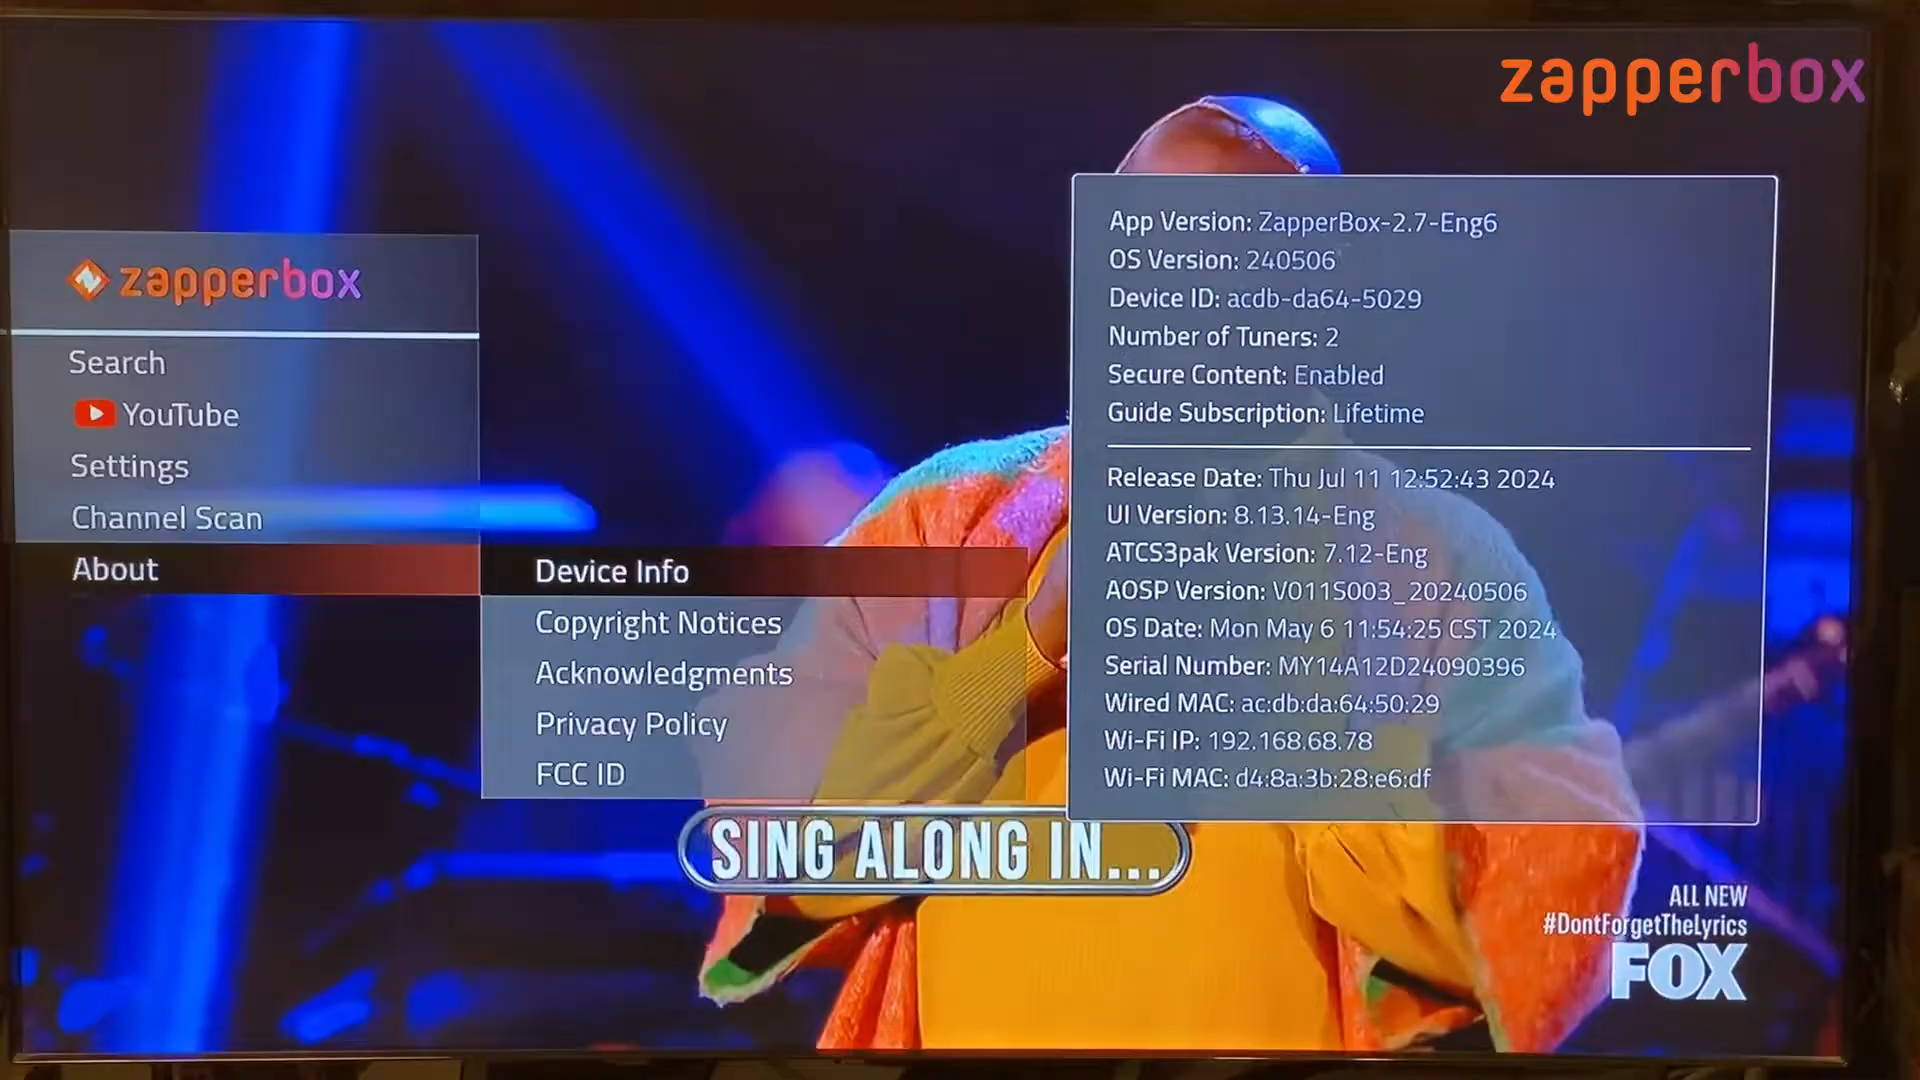 zapperbox
zapperbox
Search
YouTube
Settings
Channel Scan
About
Device Info
Copyright Notices
Acknowledgments
Privacy Policy
FCC ID
App Version: ZapperBox-2.7-Eng6
OS Version: 240506
Device ID: acdb-da64-5029
Number of Tuners: 2
Secure Content: Enabled
Guide Subscription: Lifetime
Release Date: Thu Jul 11 12:52:43 2024
UI Version: 8.13.14-Eng
ATCS3pak Version: 7.12-Eng
AOSP Version: V011S003_20240506
OS Date: Mon May 6 11:54:25 CST 2024
Serial Number: MY14A12D24090396
Wired MAC: ac:db:da:64:50:29
Wi-Fi IP: 192.168.68.78
Wi-Fi MAC: d4:8a:3b:28:e6:df
SING ALONG IN...
ALL NEW
#DontForgetTheLyrics
FOX